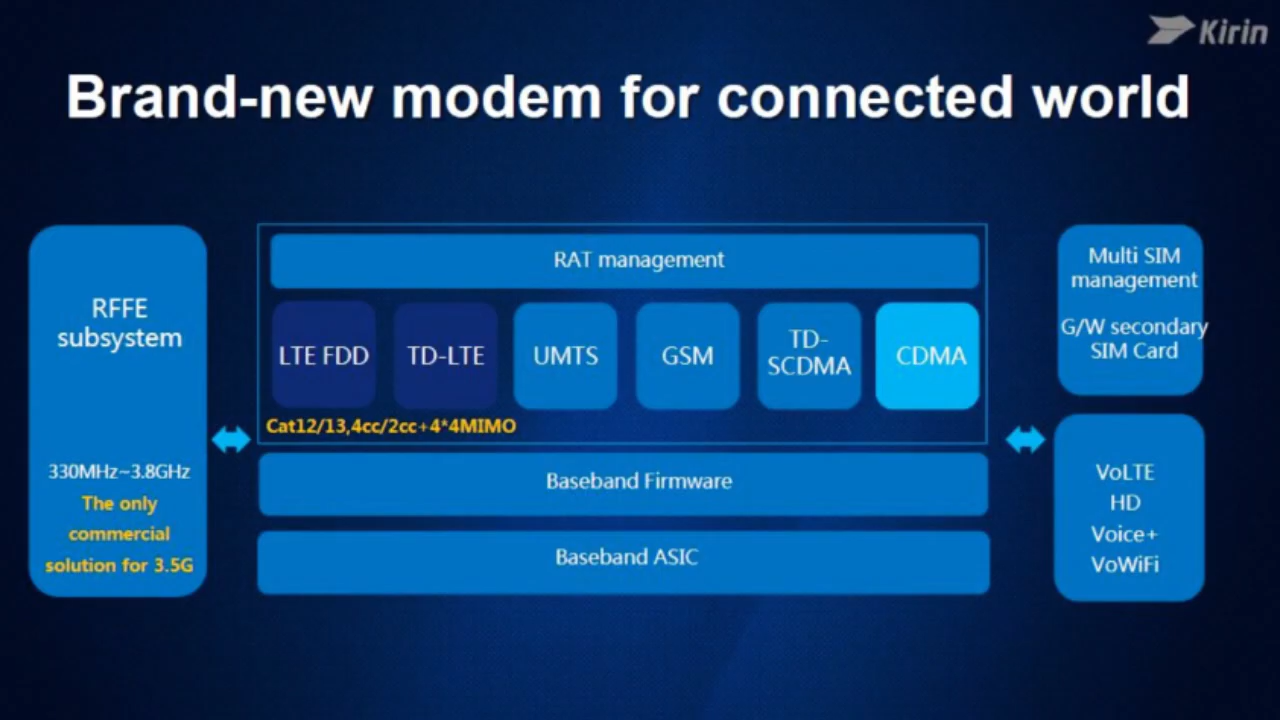 Kirin
Brand-new modem for connected world
RFFE
subsystem
330MHz~3.8GHz
The only
commercial
solution for 3.5G
RAT management
LTE FDD
TD-LTE
UMTS
GSM
TD-
SCDMA
CDMA
Cat12/13,4cc/2cc+4*4MIMO
Baseband Firmware
Baseband ASIC
Multi SIM
management
G/W secondary
SIM Card
VoLTE
HD
Voice+
VoWiFi